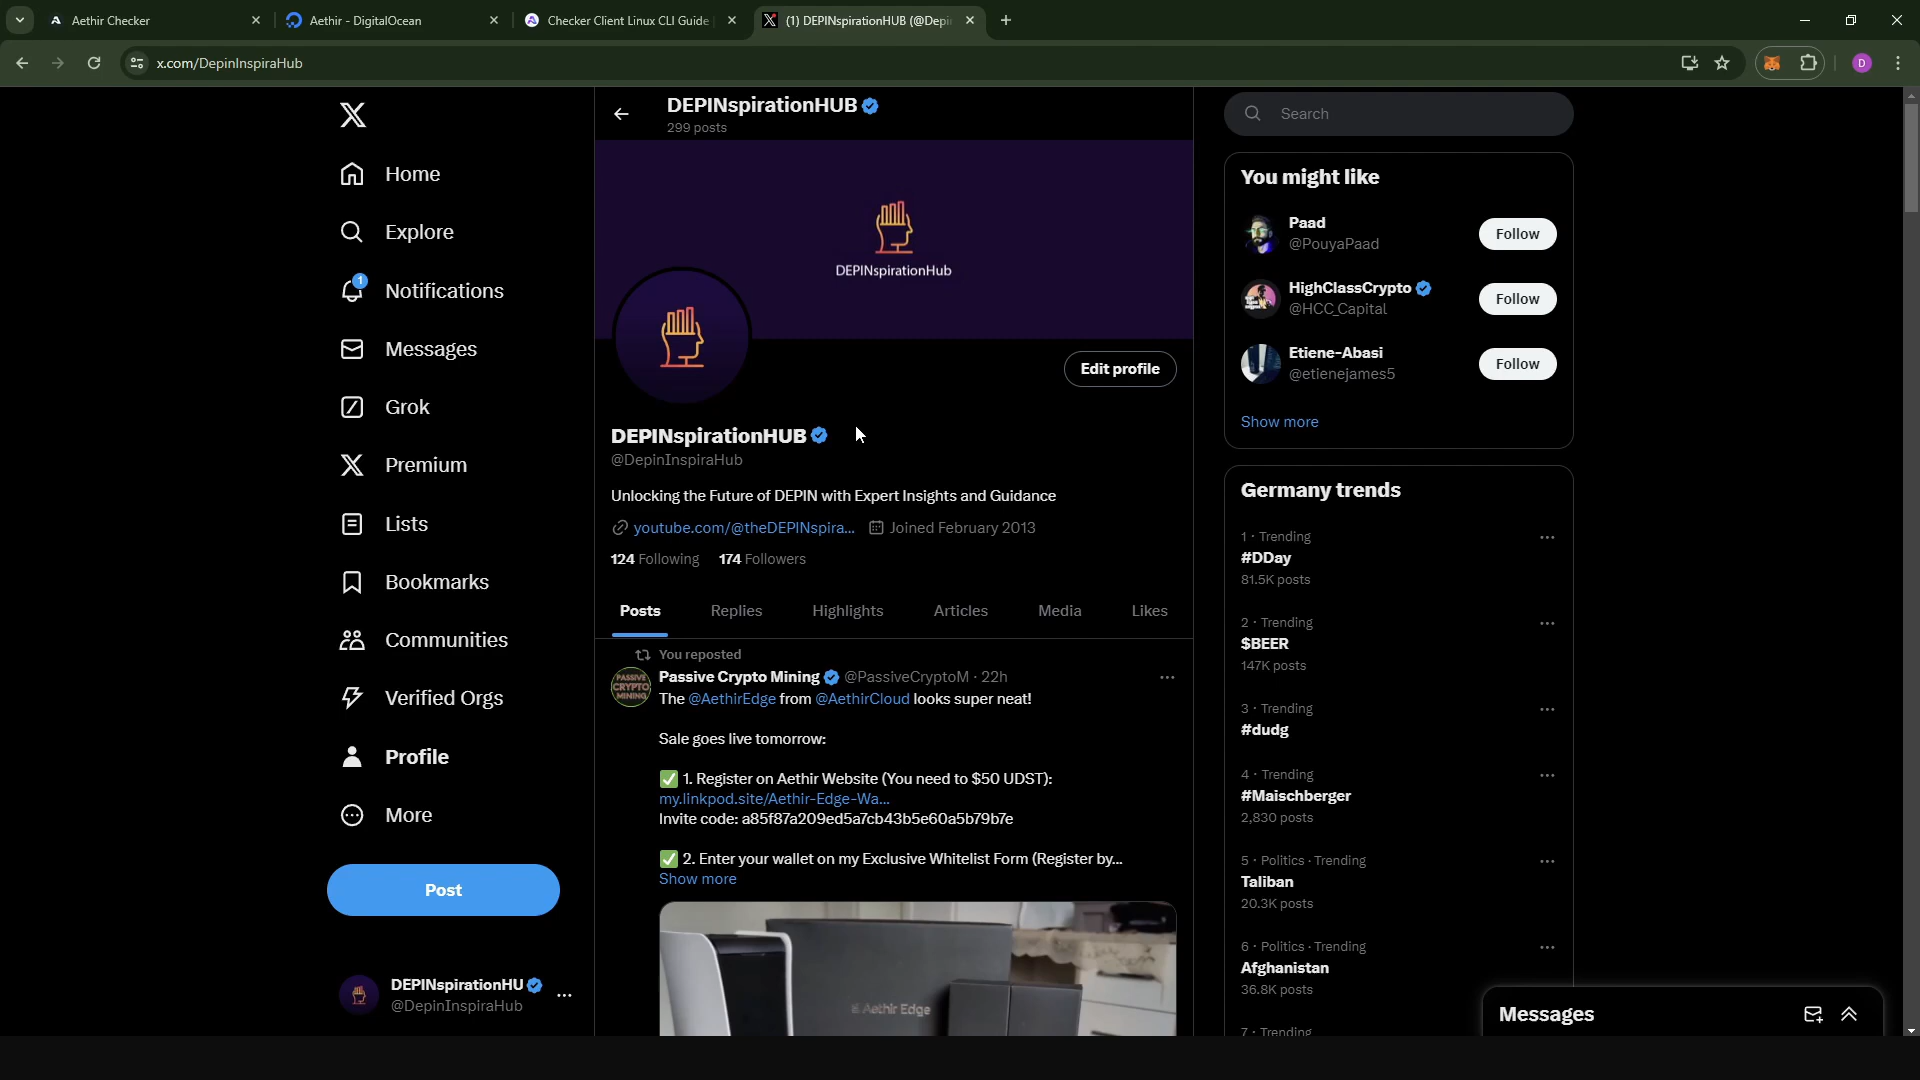 Aethir Checker
Aethir - DigitalOcean
Checker Client Linux CLI Guide
(1) DEPINspirationHUB (@Depi
x.com/DepinInspiraHub
D
Home
Explore
1
Notifications
Messages
Grok
Premium
Lists
Bookmarks
Communities
Verified Orgs
Profile
More
Post
DEPINspirationHU
@DepinInspiraHub
DEPINspirationHUB
299 posts
DEPINspirationHub
Edit profile
DEPINspirationHUB
@DepinInspiraHub
Unlocking the Future of DEPIN with Expert Insights and Guidance
youtube.com/@theDEPINspira... Joined February 2013
124 Following 174 Followers
Posts Replies Highlights Articles Media Likes
You reposted
PASSIVE CRYPTO MINING
Passive Crypto Mining @PassiveCryptoM · 22h
The @AethirEdge from @AethirCloud looks super neat!
Sale goes live tomorrow:
✅ 1. Register on Aethir Website (You need to $50 UDST):
my.linkpod.site/Aethir-Edge-Wa...
Invite code: a85f87a209ed5a7cb43b5e60a5b79b7e
✅ 2. Enter your wallet on my Exclusive Whitelist Form (Register by...
Show more
Aethir Edge
Search
You might like
Paad
@PouyaPaad
Follow
HighClassCrypto
@HCC_Capital
Follow
Etiene-Abasi
@etienejames5
Follow
Show more
Germany trends
1 · Trending
#DDay
81.5K posts
2 · Trending
$BEER
147K posts
3 · Trending
#dudg
4 · Trending
#Maischberger
2,830 posts
5 · Politics · Trending
Taliban
20.3K posts
6 · Politics · Trending
Afghanistan
36.8K posts
7 · Trending
Messages